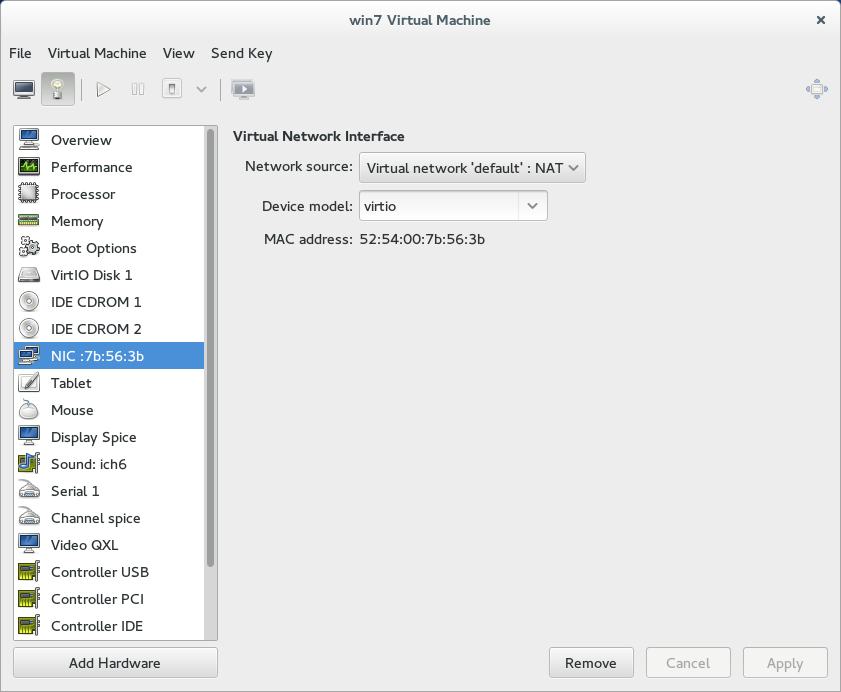 win7 Virtual Machine
File Virtual Machine View Send Key
Overview
Performance
Processor
Memory
Boot Options
VirtIO Disk 1
IDE CDROM 1
IDE CDROM 2
NIC :7b:56:3b
Tablet
Mouse
Display Spice
Sound: ich6
Serial 1
Channel spice
Video QXL
Controller USB
Controller PCI
Controller IDE
Add Hardware
Virtual Network Interface
Network source: Virtual network 'default' : NAT
Device model: virtio
MAC address: 52:54:00:7b:56:3b
Remove Cancel Apply